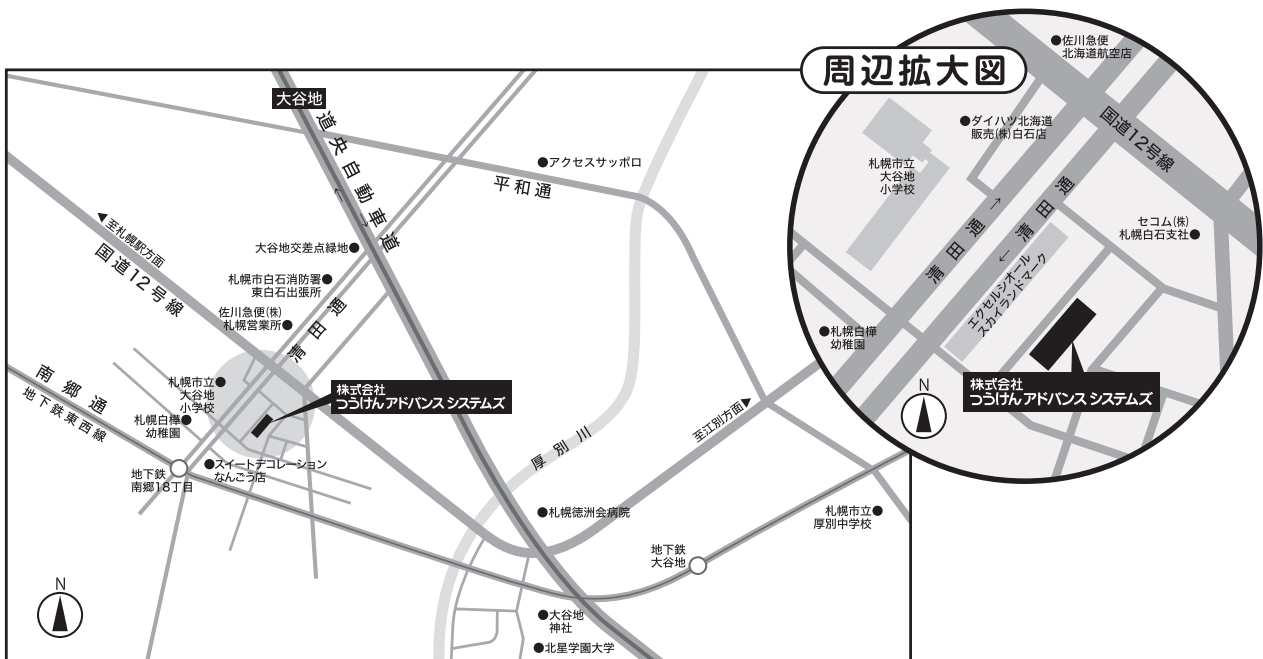 周辺拡大図
佐川急便
北海道航空店
国道12号線
ダイハツ北海道
販売(株)白石店
札幌市立
大谷地
小学校
清田通
→
清田通
←
セコム(株)
札幌白石支社
エクセルシオール
スカイランドマーク
札幌白樺
幼稚園
株式会社
つうけん アドバンス システムズ
N
大谷地
道央自動車道
←
→
アクセスサッポロ
平和通
至札幌駅方面
国道12号線
大谷地交差点緑地
札幌市白石消防署
東白石出張所
佐川急便(株)
札幌営業所
清田通
南郷通
地下鉄東西線
札幌市立
大谷地
小学校
札幌白樺
幼稚園
株式会社
つうけん アドバンス システムズ
至江別方面
厚別川
地下鉄
南郷18丁目
スイートデコレーション
なんごう店
札幌徳洲会病院
札幌市立
厚別中学校
地下鉄
大谷地
大谷地
神社
北星学園大学
N